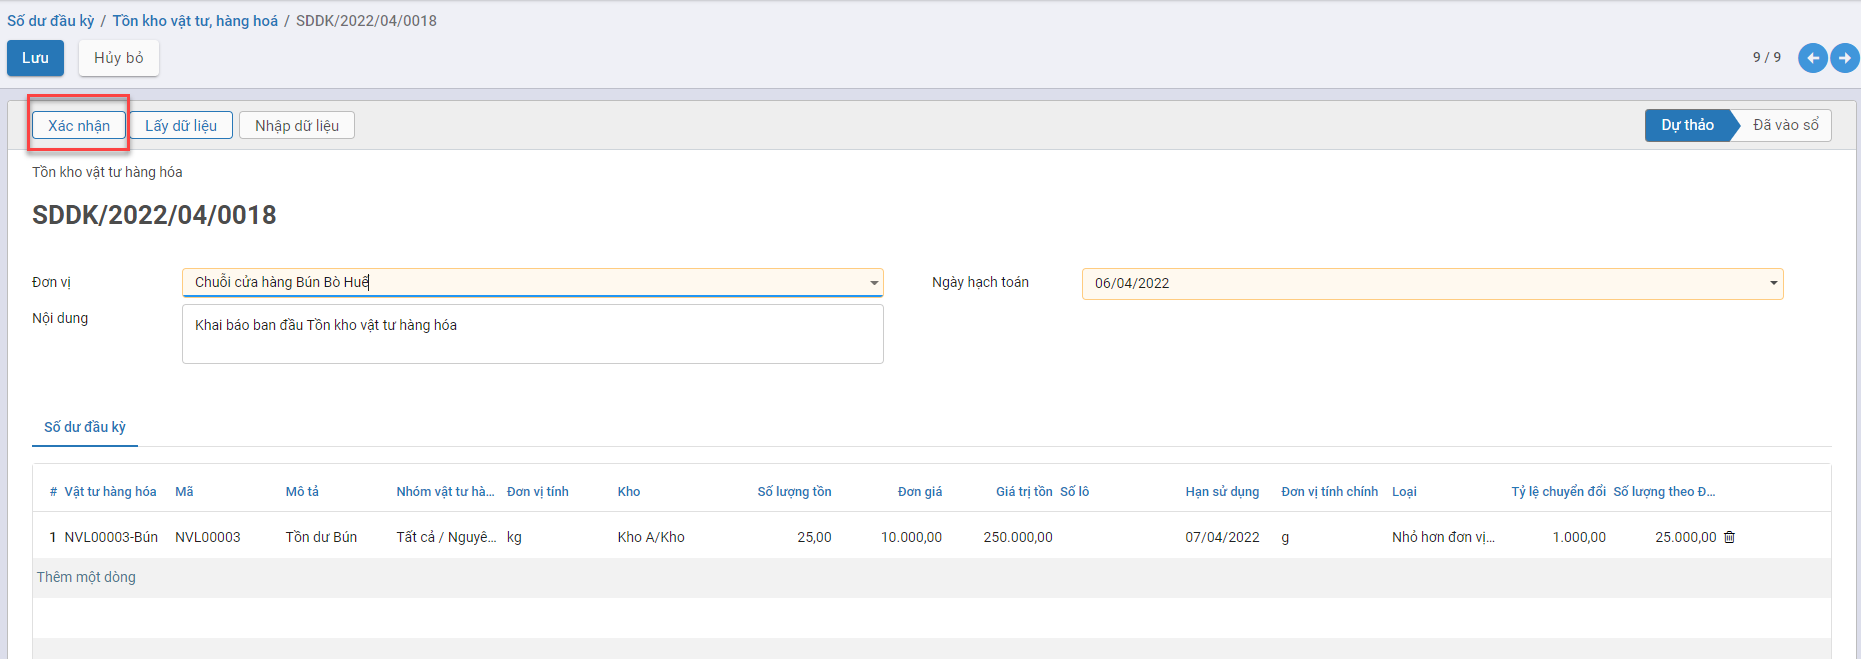 Số dư đầu kỳ / Tồn kho vật tư, hàng hoá / SDDK/2022/04/0018
Lưu Hủy bỏ 9 / 9
Xác nhận Lấy dữ liệu Nhập dữ liệu Dự thảo Đã vào sổ
Tồn kho vật tư hàng hóa
SDDK/2022/04/0018
Đơn vị Chuỗi cửa hàng Bún Bò Huế Ngày hạch toán 06/04/2022
Nội dung Khai báo ban đầu Tồn kho vật tư hàng hóa
Số dư đầu kỳ
# Vật tư hàng hóa Mã Mô tả Nhóm vật tư hà... Đơn vị tính Kho Số lượng tồn Đơn giá Giá trị tồn Số lô Hạn sử dụng Đơn vị tính chính Loại Tỷ lệ chuyển đổi Số lượng theo Đ...
1 NVL00003-Bún NVL00003 Tồn dư Bún Tất cả / Nguyê... kg Kho A/Kho 25,00 10.000,00 250.000,00 07/04/2022 g Nhỏ hơn đơn vị... 1.000,00 25.000,00
Thêm một dòng